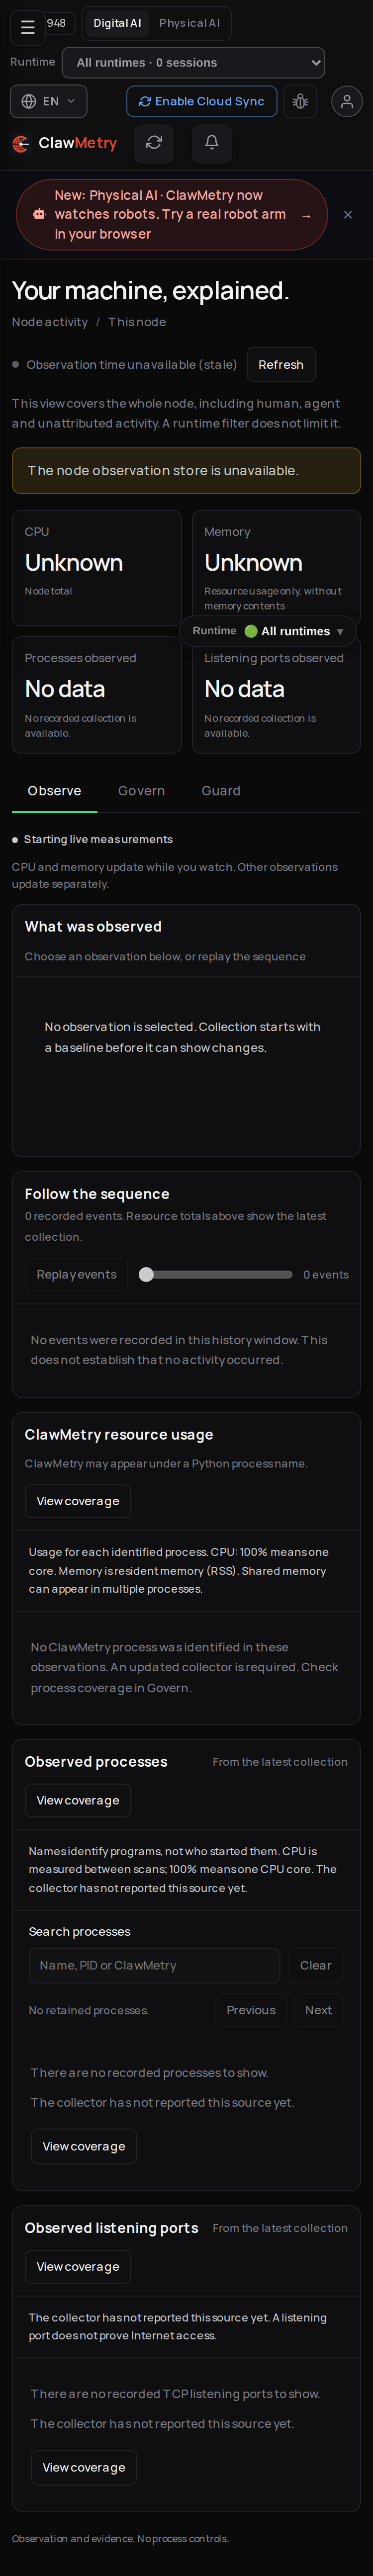 948
Digital AI
Physical AI
Runtime
All runtimes · 0 sessions
EN
Enable Cloud Sync
ClawMetry
New: Physical AI · ClawMetry now
watches robots. Try a real robot arm
in your browser
→
×
Your machine, explained.
Node activity / This node
Observation time unavailable (stale)
Refresh
This view covers the whole node, including human, agent
and unattributed activity. A runtime filter does not limit it.
The node observation store is unavailable.
CPU
Unknown
Node total
Memory
Unknown
Resource usage only, without
memory contents
Runtime All runtimes ▾
Processes observed
No data
No recorded collection is
available.
Listening ports observed
No data
No recorded collection is
available.
Observe
Govern
Guard
Starting live measurements
CPU and memory update while you watch. Other observations
update separately.
What was observed
Choose an observation below, or replay the sequence
No observation is selected. Collection starts with
a baseline before it can show changes.
Follow the sequence
0 recorded events. Resource totals above show the latest
collection.
Replay events
0 events
No events were recorded in this history window. This
does not establish that no activity occurred.
ClawMetry resource usage
ClawMetry may appear under a Python process name.
View coverage
Usage for each identified process. CPU: 100% means one
core. Memory is resident memory (RSS). Shared memory
can appear in multiple processes.
No ClawMetry process was identified in these
observations. An updated collector is required. Check
process coverage in Govern.
Observed processes
From the latest collection
View coverage
Names identify programs, not who started them. CPU is
measured between scans; 100% means one CPU core. The
collector has not reported this source yet.
Search processes
Name, PID or ClawMetry
Clear
No retained processes.
Previous
Next
There are no recorded processes to show.
The collector has not reported this source yet.
View coverage
Observed listening ports
From the latest collection
View coverage
The collector has not reported this source yet. A listening
port does not prove Internet access.
There are no recorded TCP listening ports to show.
The collector has not reported this source yet.
View coverage
Observation and evidence. No process controls.